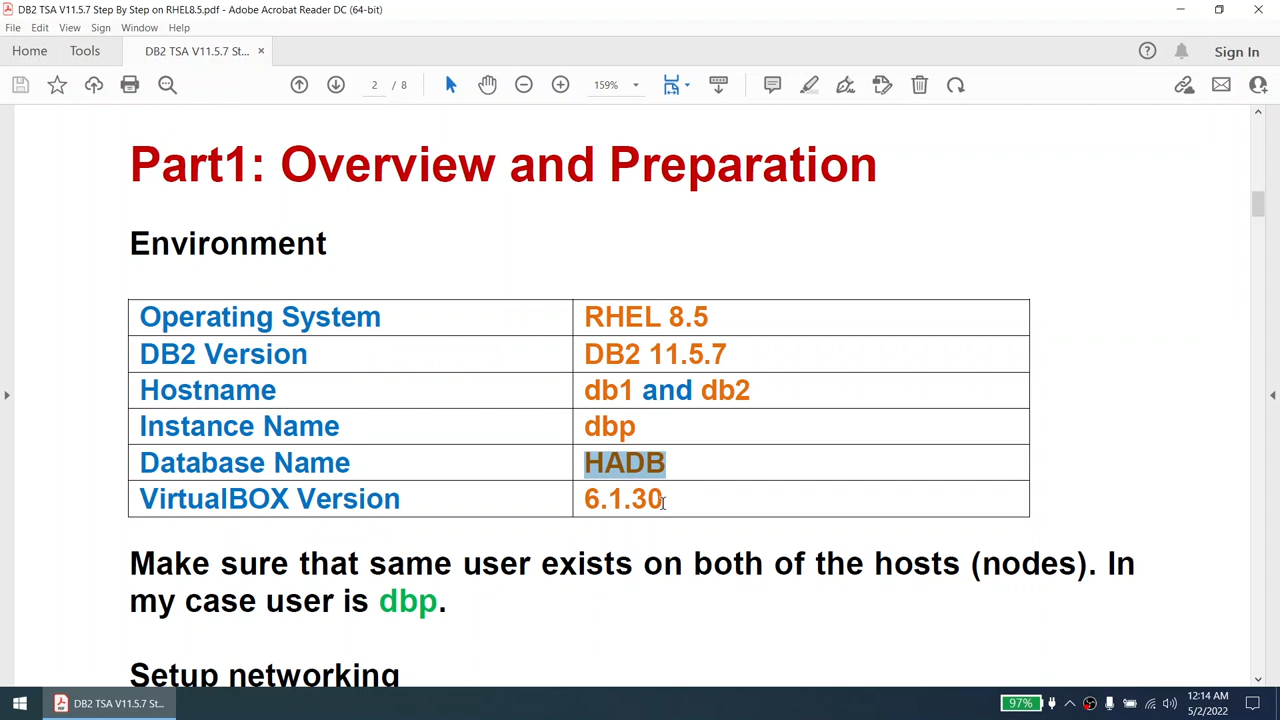 DB2 TSA V11.5.7 Step By Step on RHEL8.5.pdf - Adobe Acrobat Reader DC (64-bit)
File Edit View Sign Window Help
Home Tools DB2 TSA V11.5.7 St... × Sign In
2 / 8 159%
Part1: Overview and Preparation
Environment
Operating System RHEL 8.5
DB2 Version DB2 11.5.7
Hostname db1 and db2
Instance Name dbp
Database Name HADB
VirtualBOX Version 6.1.30
Make sure that same user exists on both of the hosts (nodes). In
my case user is dbp.
Setup networking
DB2 TSA V11.5.7 St... 97% 12:14 AM
5/2/2022